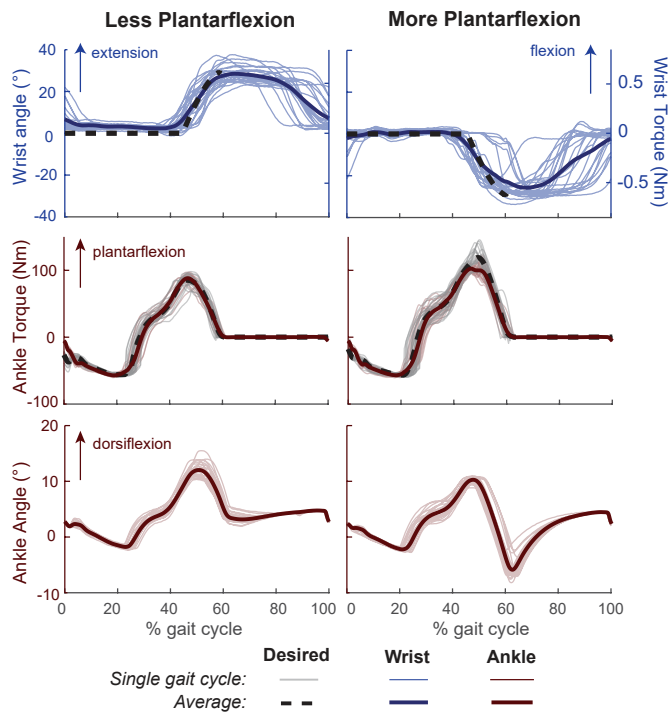 Less Plantarflexion
More Plantarflexion
40
20
0
-20
-40
Wrist angle (°)
extension
flexion
0.5
0
-0.5
Wrist Torque (Nm)
100
0
-100
Ankle Torque (Nm)
plantarflexion
20
10
0
-10
Ankle Angle (°)
dorsiflexion
0 20 40 60 80 100
0 20 40 60 80 100
% gait cycle
% gait cycle
Desired Wrist Ankle
Single gait cycle:
Average: